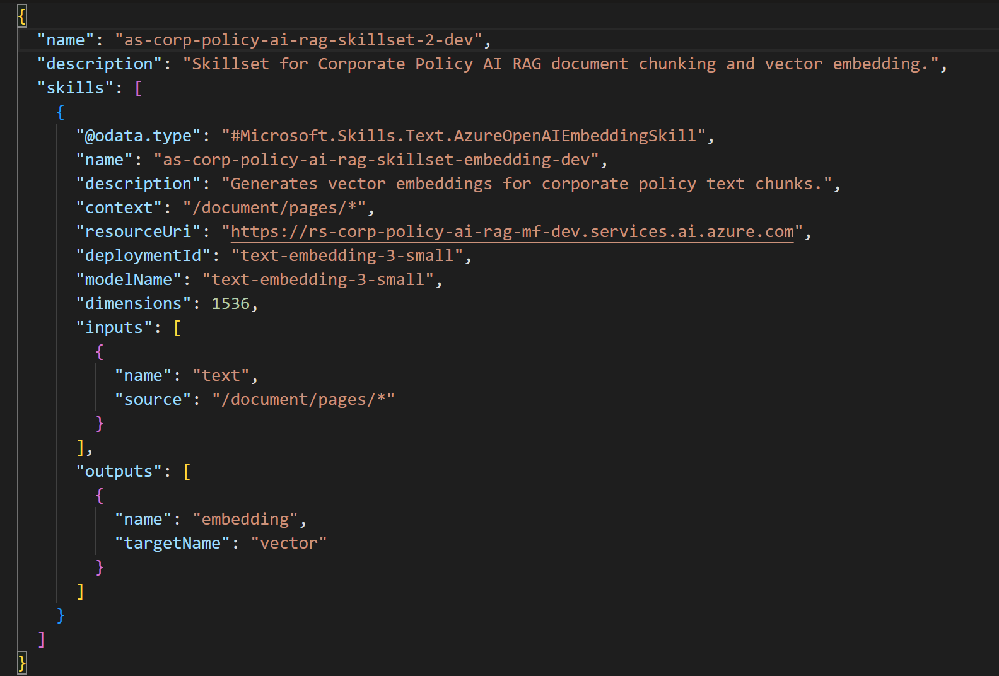 {
  "name": "as-corp-policy-ai-rag-skillset-2-dev",
  "description": "Skillset for Corporate Policy AI RAG document chunking and vector embedding.",
  "skills": [
    {
      "@odata.type": "#Microsoft.Skills.Text.AzureOpenAIEmbeddingSkill",
      "name": "as-corp-policy-ai-rag-skillset-embedding-dev",
      "description": "Generates vector embeddings for corporate policy text chunks.",
      "context": "/document/pages/*",
      "resourceUri": "https://rs-corp-policy-ai-rag-mf-dev.services.ai.azure.com",
      "deploymentId": "text-embedding-3-small",
      "modelName": "text-embedding-3-small",
      "dimensions": 1536,
      "inputs": [
        {
          "name": "text",
          "source": "/document/pages/*"
        }
      ],
      "outputs": [
        {
          "name": "embedding",
          "targetName": "vector"
        }
      ]
    }
  ]
}